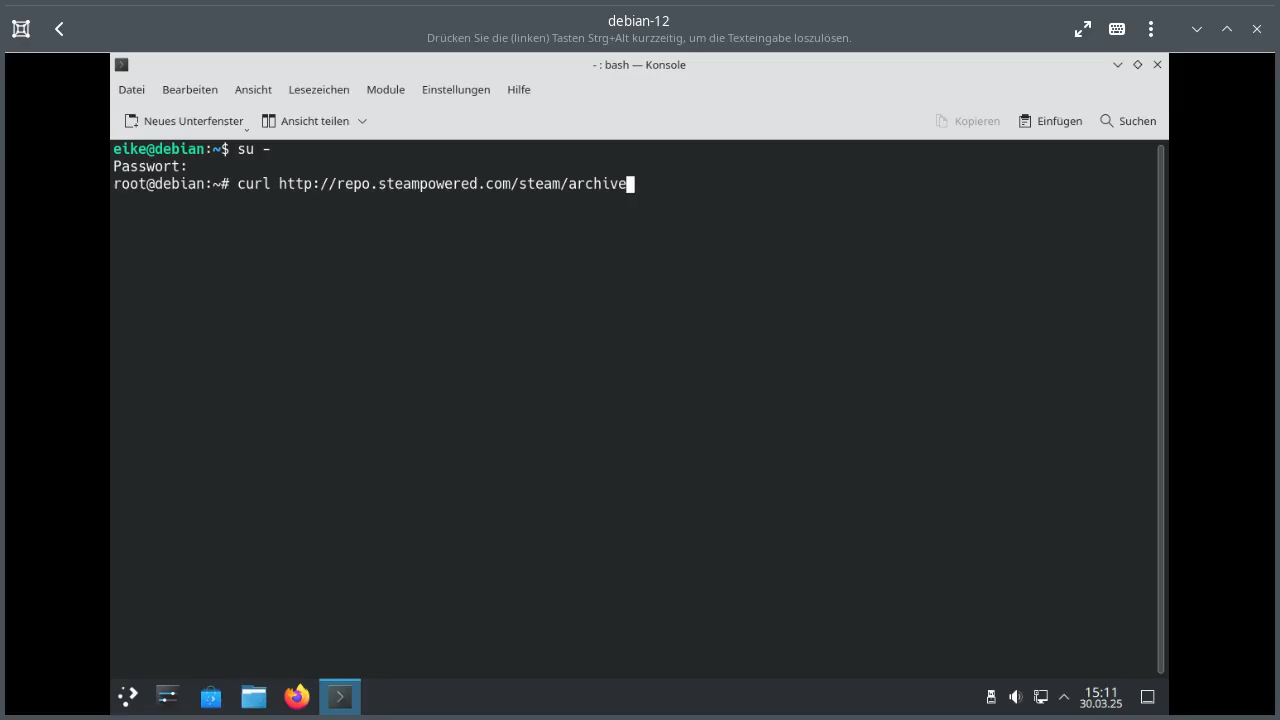 debian-12
Drücken Sie die (linken) Tasten Strg+Alt kurzzeitig, um die Texteingabe loszulösen.
- : bash — Konsole
Datei Bearbeiten Ansicht Lesezeichen Module Einstellungen Hilfe
Neues Unterfenster Ansicht teilen Kopieren Einfügen Suchen
eike@debian:~$ su -
Passwort:
root@debian:~# curl http://repo.steampowered.com/steam/archive
15:11
30.03.25